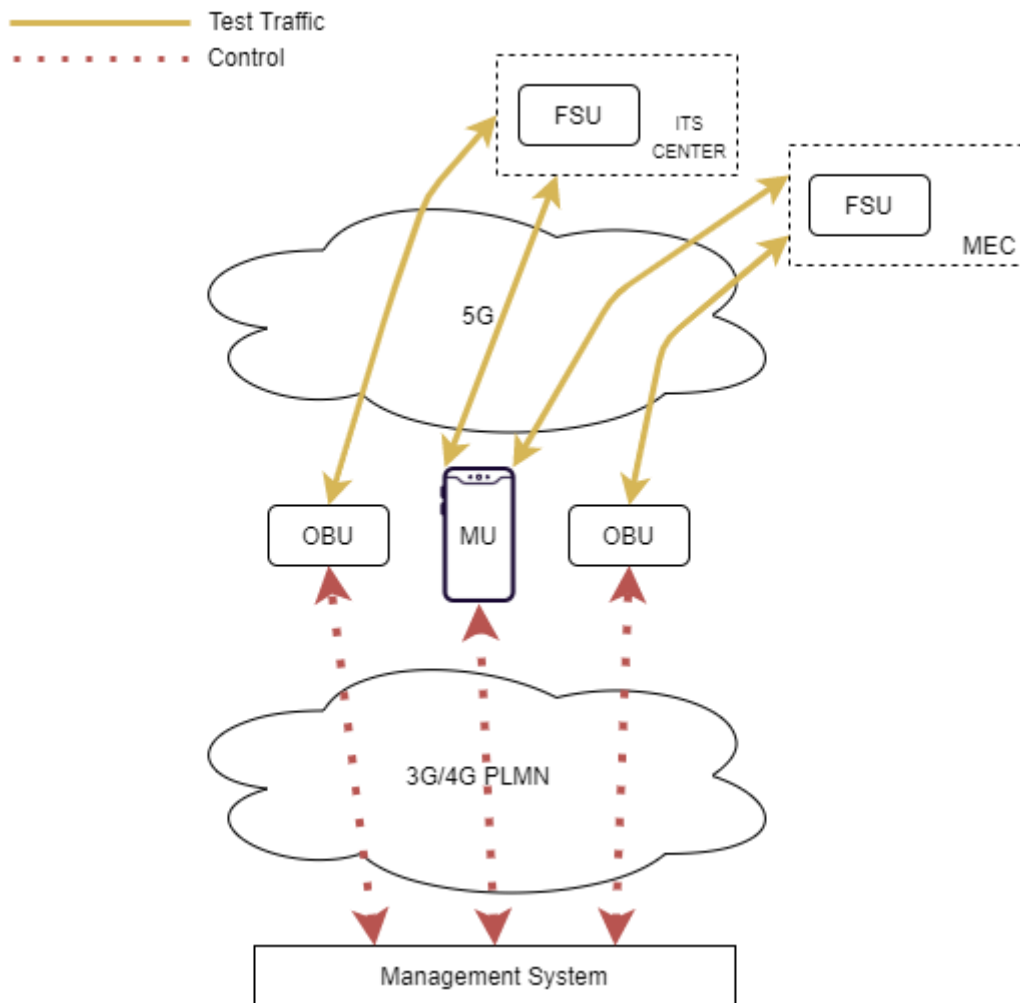 Test Traffic
Control
FSU
ITS
CENTER
FSU
MEC
5G
OBU
MU
OBU
3G/4G PLMN
Management System